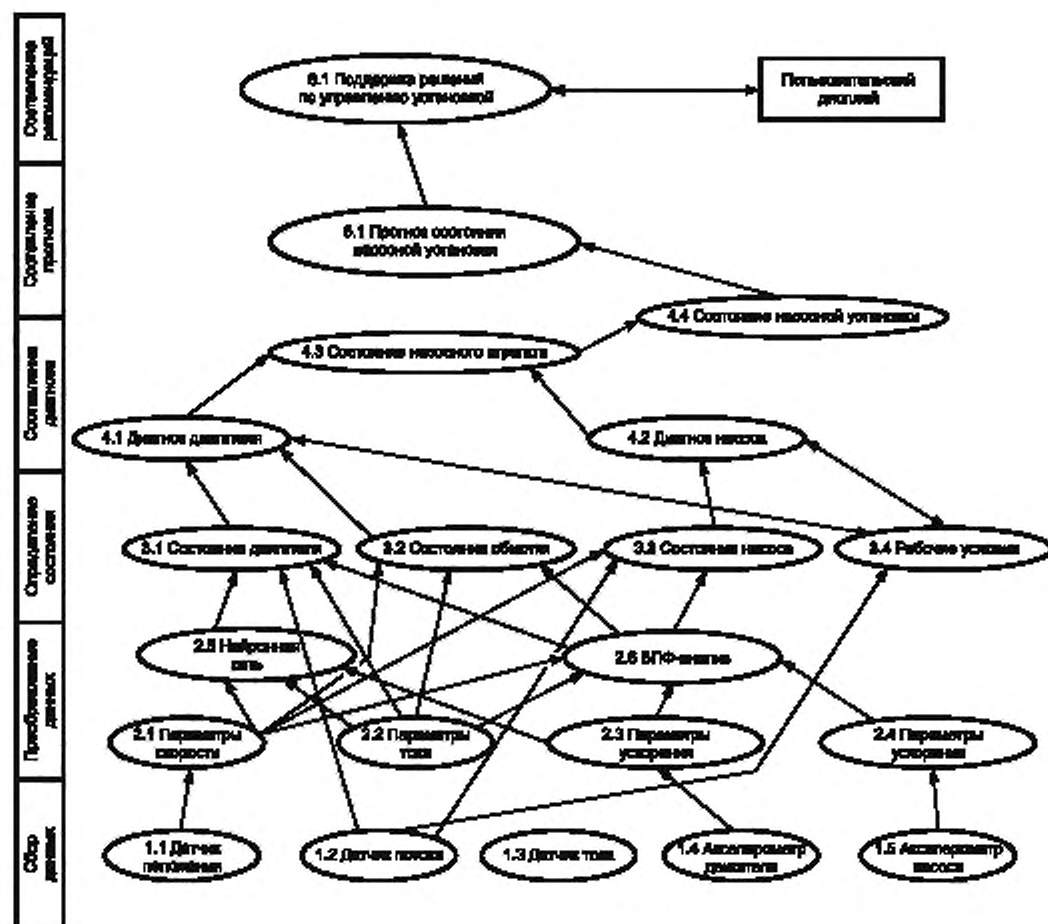 Составление
рекомендаций
6.1 Поддержка решений
по управлению установкой
Пользовательский
дисплей
Составление
прогноза
5.1 Прогноз состояния
насосной установки
4.4 Состояние насосной установки
Составление
диагноза
4.3 Состояние насосного агрегата
4.1 Диагноз двигателя
4.2 Диагноз насоса
Определение
состояния
3.1 Состояние двигателя
3.2 Состояние обмотки
3.3 Состояние насоса
3.4 Рабочие условия
Преобразование
данных
2.5 Нейронная
сеть
2.6 БПФ-анализ
2.1 Параметры
скорости
2.2 Параметры
тока
2.3 Параметры
ускорения
2.4 Параметры
ускорения
Сбор
данных
1.1 Датчик
положения
1.2 Датчик потока
1.3 Датчик тока
1.4 Акселерометр
двигателя
1.5 Акселерометр
насоса